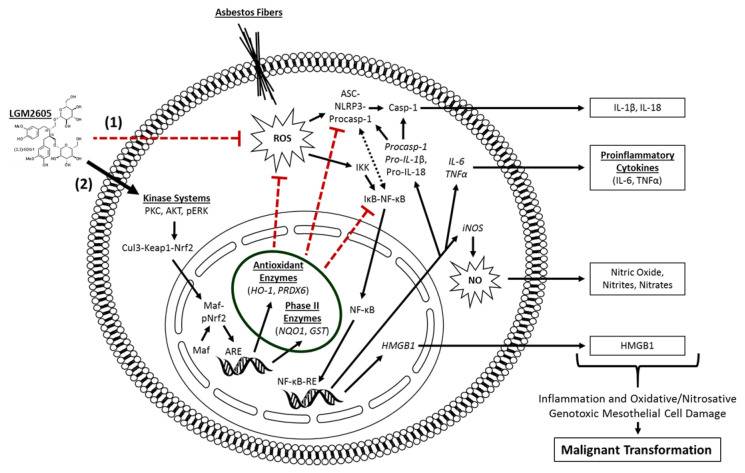 Asbestos Fibers
LGM2605
(1)
(2)
ROS
ASC-
NLRP3-
Procasp-1
Casp-1
IL-1β, IL-18
Procasp-1
Pro-IL-1β,
Pro-IL-18
IKK
IκB-NF-κB
IL-6
TNFα
Proinflammatory
Cytokines
(IL-6, TNFα)
Kinase Systems
PKC, AKT, pERK
Cul3-Keap1-Nrf2
iNOS
NO
Nitric Oxide,
Nitrites, Nitrates
Antioxidant
Enzymes
(HO-1, PRDX6)
Phase II
Enzymes
(NQO1, GST)
Maf-
pNrf2
Maf
ARE
NF-κB
NF-κB-RE
HMGB1
HMGB1
Inflammation and Oxidative/Nitrosative
Genotoxic Mesothelial Cell Damage
Malignant Transformation